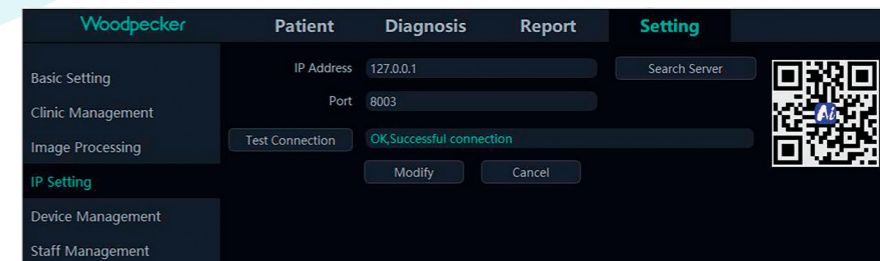 Woodpecker Patient Diagnosis Report Setting
Basic Setting
Clinic Management
Image Processing
IP Setting
Device Management
Staff Management
IP Address 127.0.0.1 Search Server
Port 8003
Test Connection OK,Successful connection
Modify Cancel
Ai